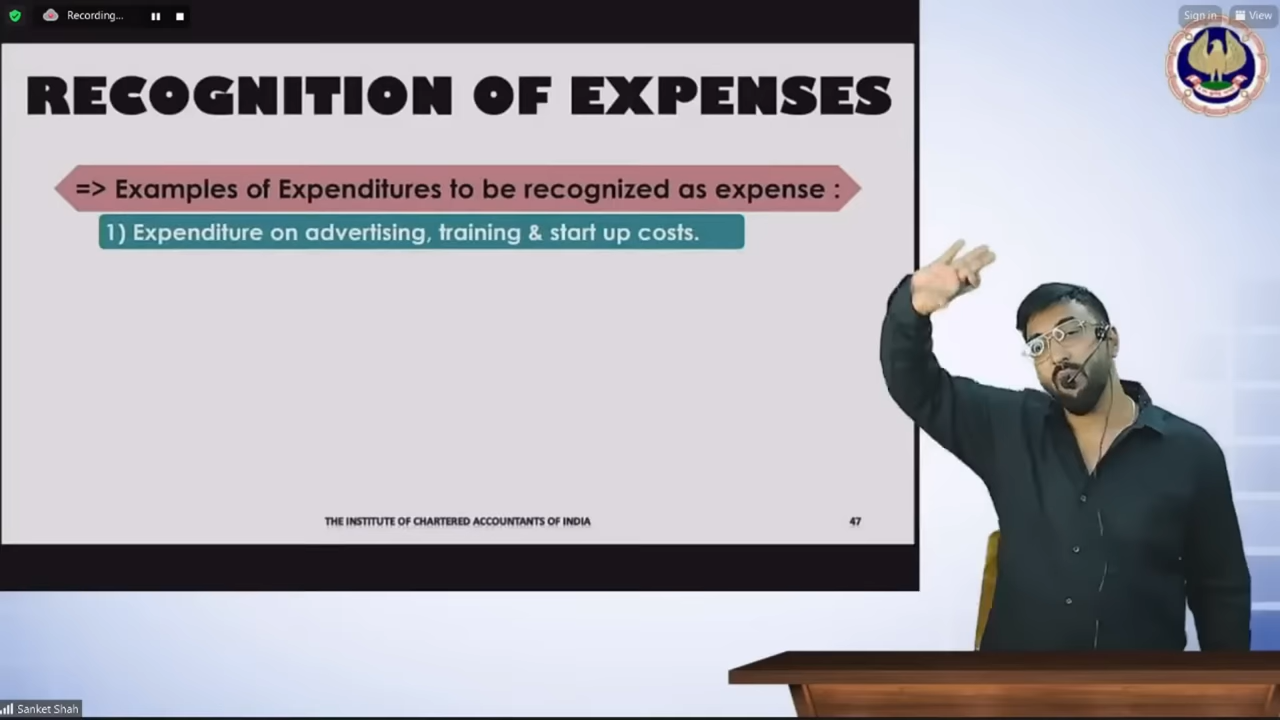 Recording...
Sign in
View
RECOGNITION OF EXPENSES
=> Examples of Expenditures to be recognized as expense :
1) Expenditure on advertising, training & start up costs.
THE INSTITUTE OF CHARTERED ACCOUNTANTS OF INDIA
47
Sanket Shah